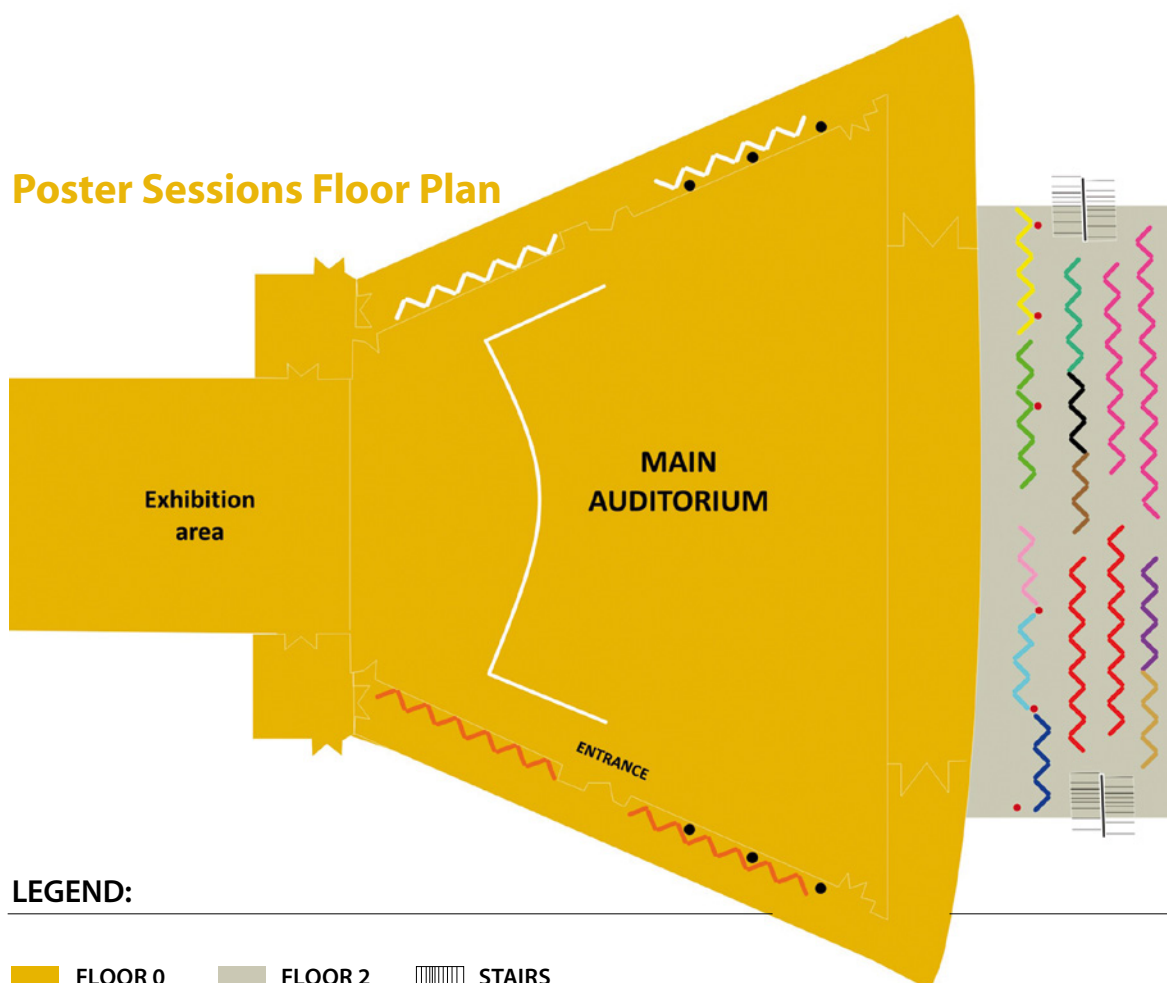 Poster Sessions Floor Plan
MAIN
AUDITORIUM
Exhibition
area
ENTRANCE
LEGEND:
FLOOR 0 FLOOR 2 STAIRS